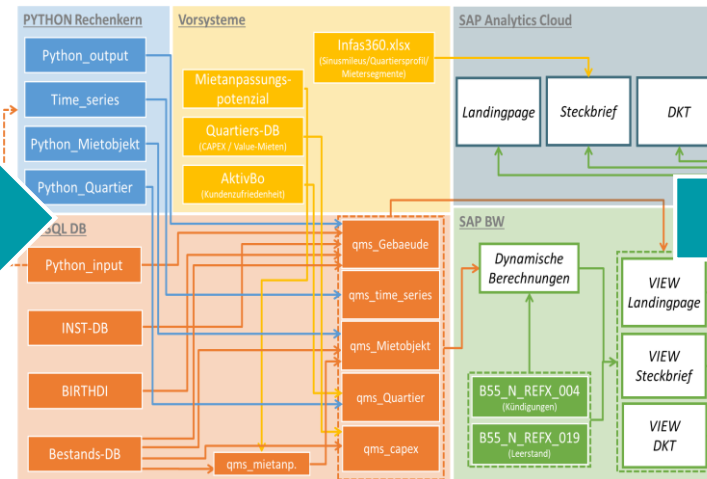 PYTHON Rechenkern
Python_output
Time_series
Python_Mietobjekt
Python_Quartier
Vorsysteme
Infas360.xlsx
(Sinusmileus/Quartiersprofil/
Mietersegmente)
Mietanpassungs-
potenzial
Quartiers-DB
(CAPEX / Value-Mieten)
AktivBo
(Kundenzufriedenheit)
SAP Analytics Cloud
Landingpage
Steckbrief
DKT
SQL DB
Python_input
INST-DB
BIRTHDI
Bestands-DB
qms_mietanp.
qms_Gebaeude
qms_time_series
qms_Mietobjekt
qms_Quartier
qms_capex
SAP BW
Dynamische
Berechnungen
B55_N_REFX_004
(Kündigungen)
B55_N_REFX_019
(Leerstand)
VIEW
Landingpage
VIEW
Steckbrief
VIEW
DKT